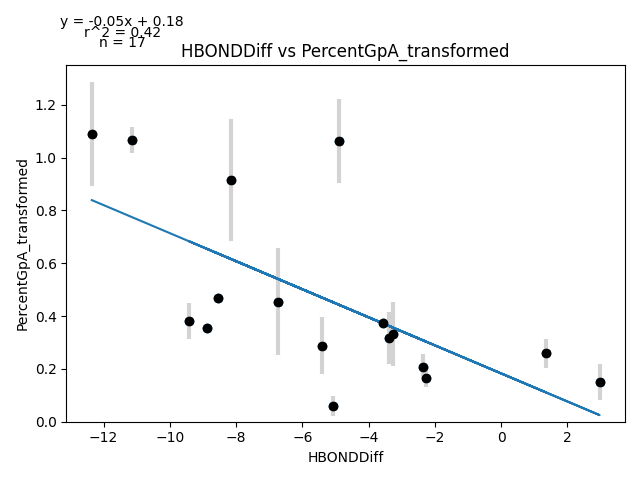 y = -0.05x + 0.18
r^2 = 0.42
n = 17
HBONDDiff vs PercentGpA_transformed
PercentGpA_transformed
1.2
1.0
0.8
0.6
0.4
0.2
0.0
−12
−10
−8
−6
−4
−2
0
2
HBONDDiff